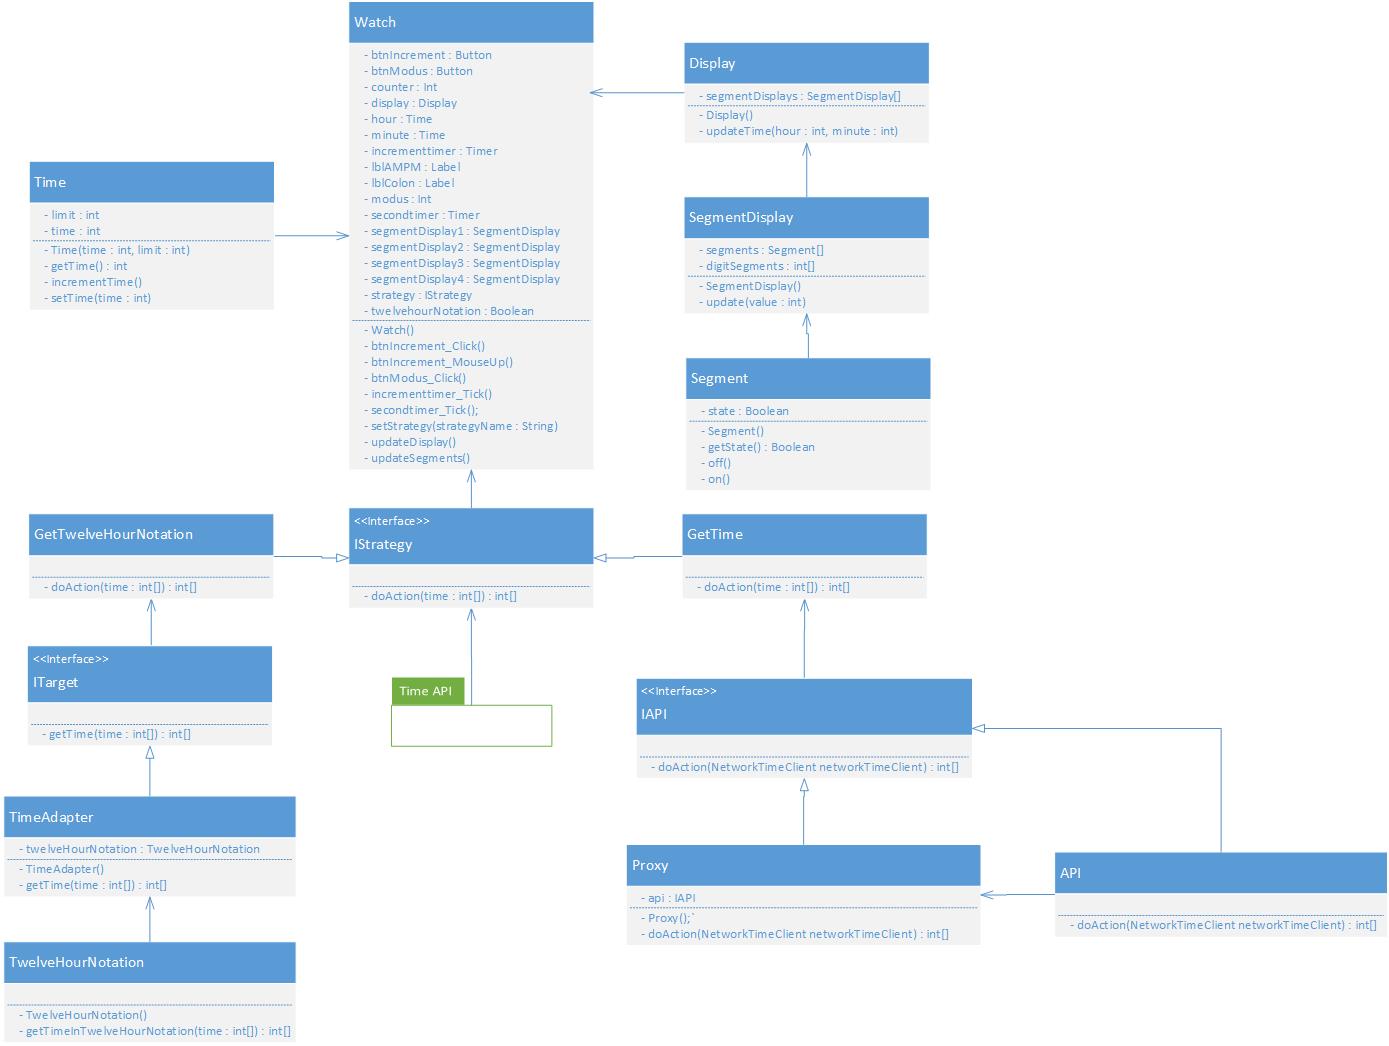 Watch
- btnIncrement : Button
- btnModus : Button
- counter : Int
- display : Display
- hour : Time
- minute : Time
- incrementtimer : Timer
- lblAMPM : Label
- lblColon : Label
- modus : Int
- secondtimer : Timer
- segmentDisplay1 : SegmentDisplay
- segmentDisplay2 : SegmentDisplay
- segmentDisplay3 : SegmentDisplay
- segmentDisplay4 : SegmentDisplay
- strategy : IStrategy
- twelvehourNotation : Boolean
- Watch()
- btnIncrement_Click()
- btnIncrement_MouseUp()
- btnModus_Click()
- incrementtimer_Tick()
- secondtimer_Tick();
- setStrategy(strategyName : String)
- updateDisplay()
- updateSegments()
Display
- segmentDisplays : SegmentDisplay[]
- Display()
- updateTime(hour : int, minute : int)
Time
- limit : int
- time : int
- Time(time : int, limit : int)
- getTime() : int
- incrementTime()
- setTime(time : int)
SegmentDisplay
- segments : Segment[]
- digitSegments : int[]
- SegmentDisplay()
- update(value : int)
Segment
- state : Boolean
- Segment()
- getState() : Boolean
- off()
- on()
GetTwelveHourNotation
- doAction(time : int[]) : int[]
<<Interface>>
IStrategy
- doAction(time : int[]) : int[]
GetTime
- doAction(time : int[]) : int[]
<<Interface>>
ITarget
- getTime(time : int[]) : int[]
Time API
<<Interface>>
IAPI
- doAction(NetworkTimeClient networkTimeClient) : int[]
TimeAdapter
- twelveHourNotation : TwelveHourNotation
- TimeAdapter()
- getTime(time : int[]) : int[]
Proxy
- api : IAPI
- Proxy();`
- doAction(NetworkTimeClient networkTimeClient) : int[]
API
- doAction(NetworkTimeClient networkTimeClient) : int[]
TwelveHourNotation
- TwelveHourNotation()
- getTimeInTwelveHourNotation(time : int[]) : int[]